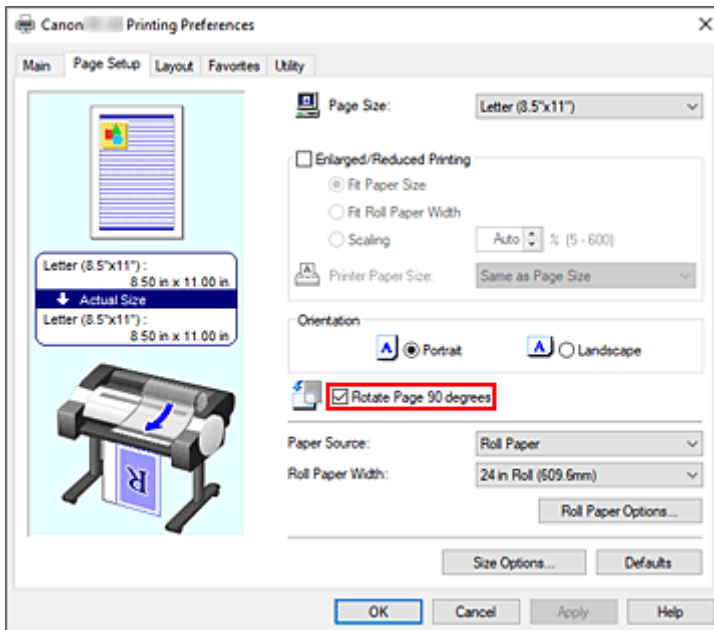 Canon Printing Preferences
Main Page Setup Layout Favorites Utility
Page Size: Letter (8.5"x11")
Enlarged/Reduced Printing
Fit Paper Size
Fit Roll Paper Width
Scaling Auto % (5 - 600)
Printer Paper Size: Same as Page Size
Letter (8.5"x11") :
8.50 in x 11.00 in
Actual Size
Letter (8.5"x11") :
8.50 in x 11.00 in
Orientation
A Portrait A Landscape
Rotate Page 90 degrees
Paper Source: Roll Paper
Roll Paper Width: 24 in Roll (609.6mm)
R
Roll Paper Options...
Size Options... Defaults
OK Cancel Apply Help